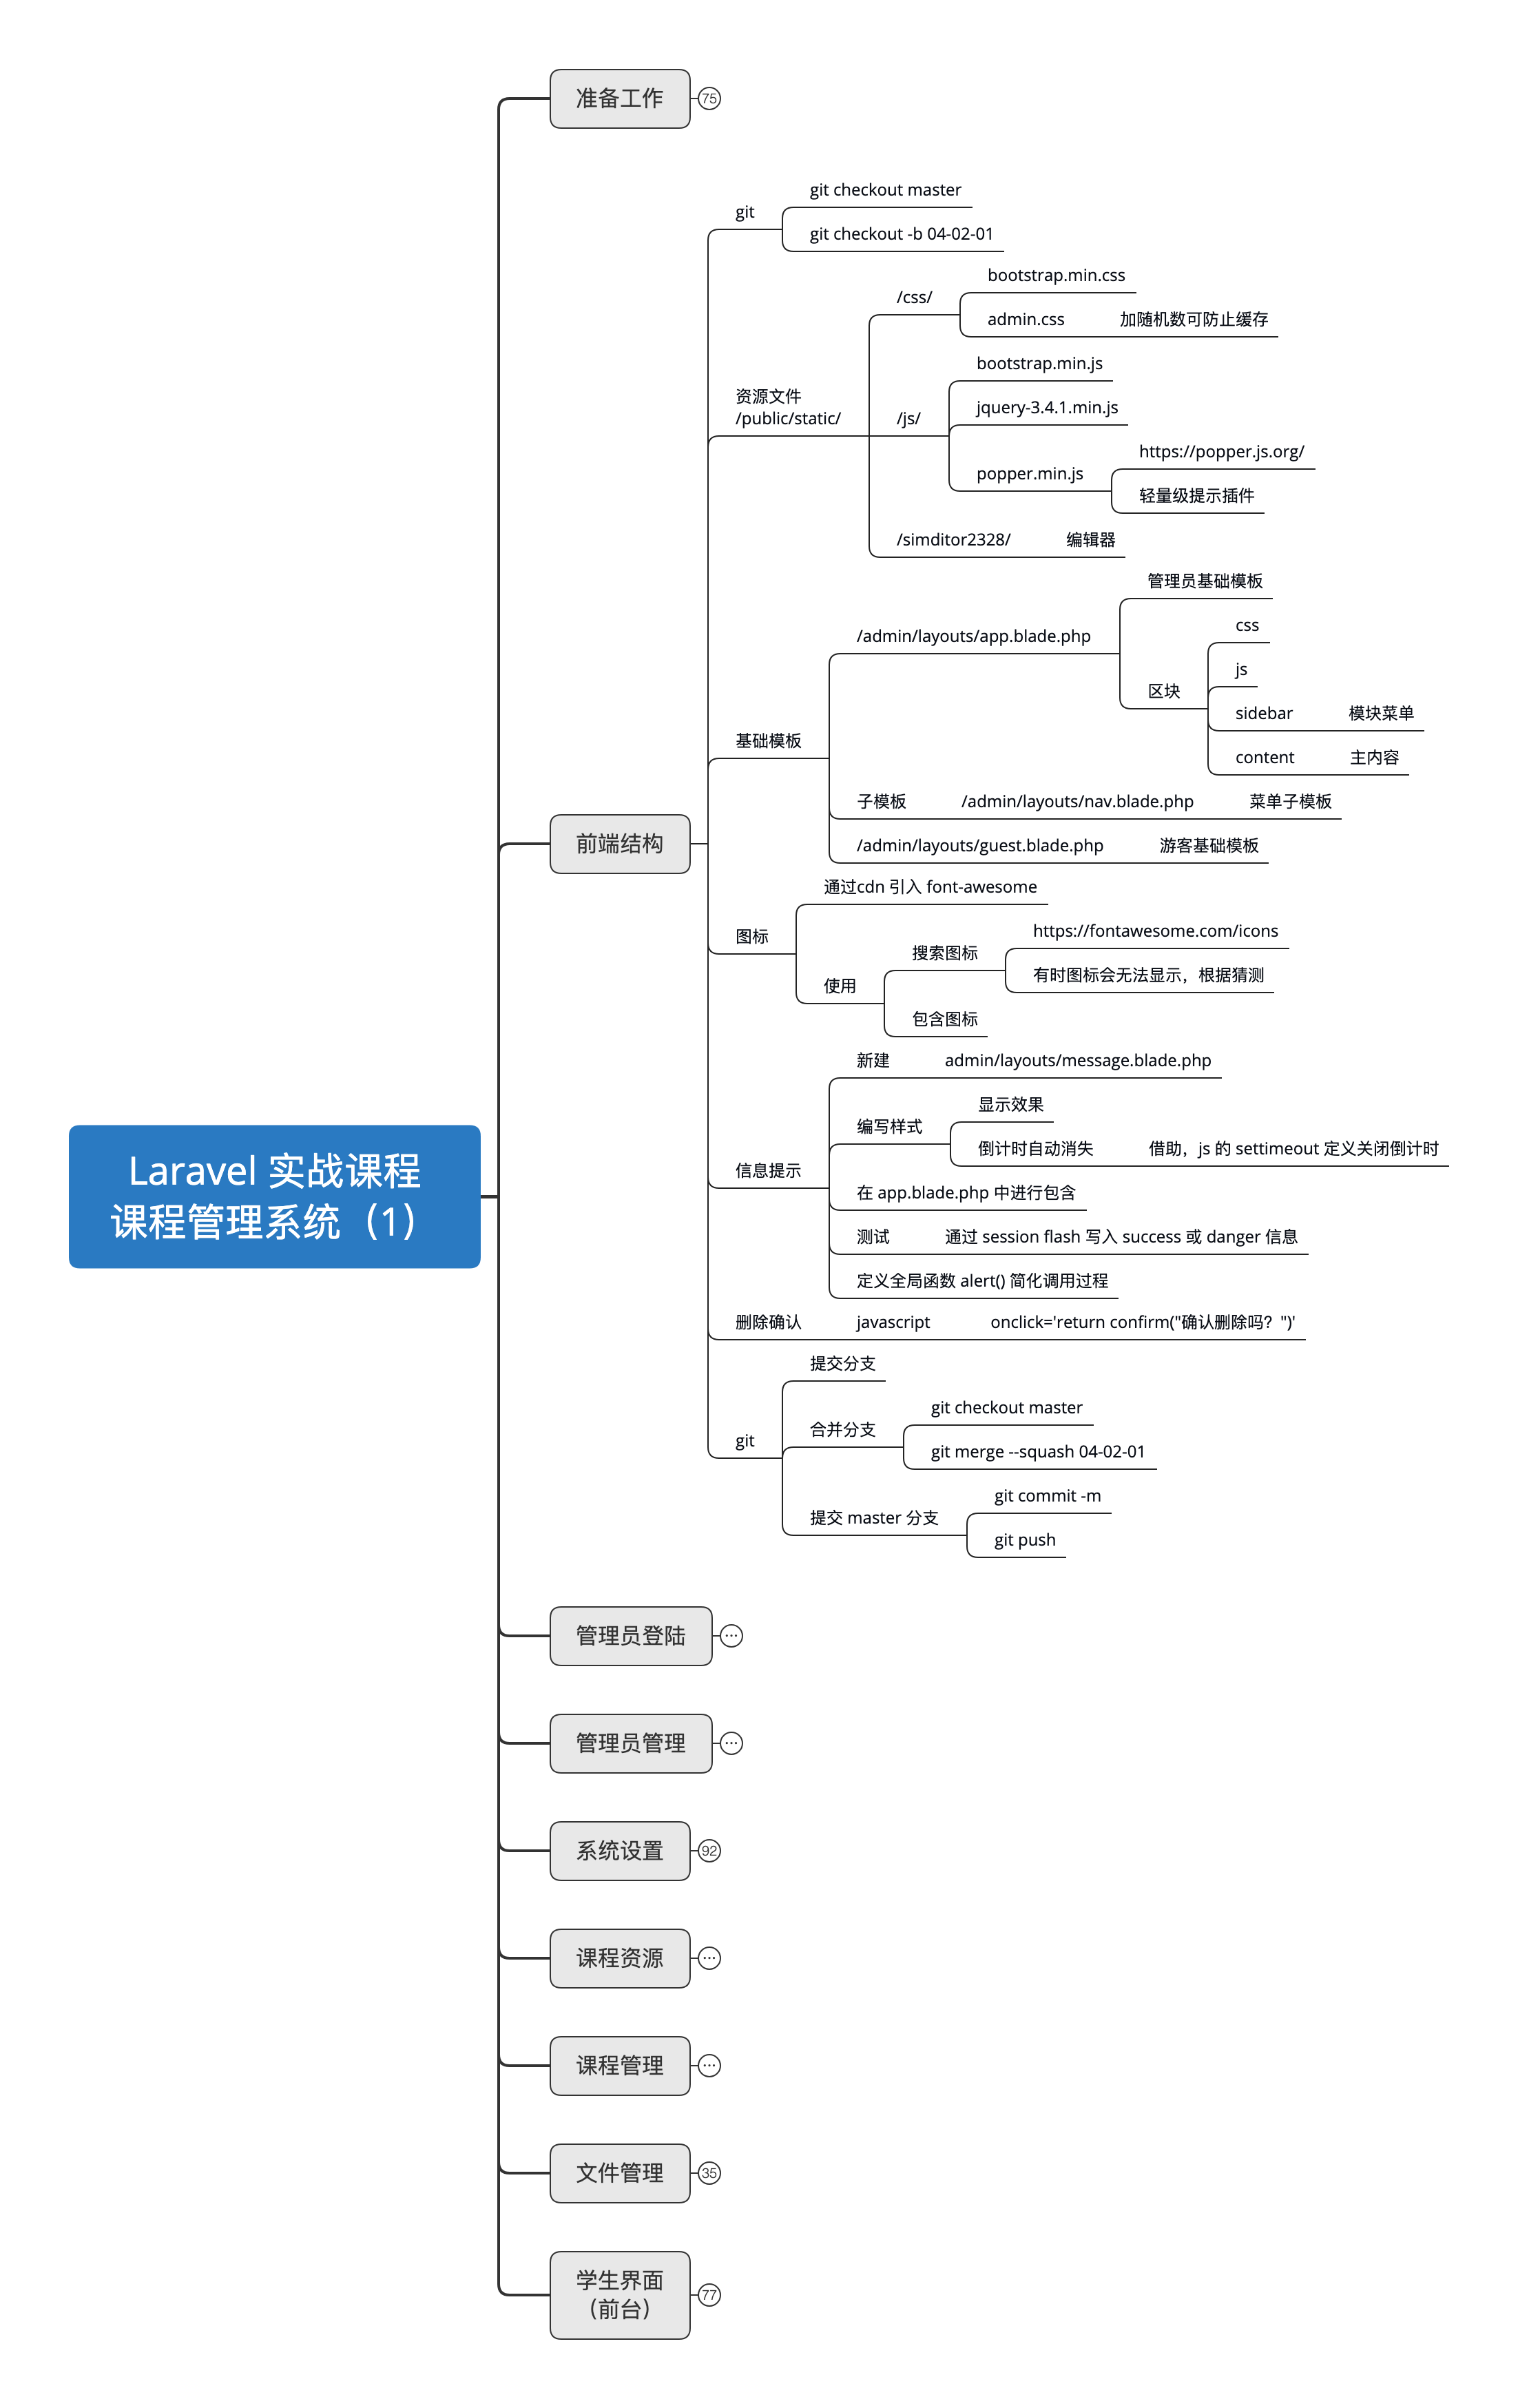 准备工作
75
git
git checkout master
git checkout -b 04-02-01
资源文件
/public/static/
/css/
bootstrap.min.css
admin.css
加随机数可防止缓存
/js/
bootstrap.min.js
jquery-3.4.1.min.js
popper.min.js
https://popper.js.org/
轻量级提示插件
/simditor2328/
编辑器
前端结构
基础模板
/admin/layouts/app.blade.php
管理员基础模板
区块
css
js
sidebar
模块菜单
content
主内容
子模板
/admin/layouts/nav.blade.php
菜单子模板
/admin/layouts/guest.blade.php
游客基础模板
图标
通过cdn 引入 font-awesome
使用
搜索图标
https://fontawesome.com/icons
有时图标会无法显示，根据猜测
包含图标
信息提示
新建
admin/layouts/message.blade.php
编写样式
显示效果
倒计时自动消失
借助，js 的 settimeout 定义关闭倒计时
在 app.blade.php 中进行包含
测试
通过 session flash 写入 success 或 danger 信息
定义全局函数 alert() 简化调用过程
删除确认
javascript
onclick='return confirm("确认删除吗？")'
git
提交分支
合并分支
git checkout master
git merge --squash 04-02-01
提交 master 分支
git commit -m
git push
Laravel 实战课程
课程管理系统（1）
管理员登陆
...
管理员管理
...
系统设置
92
课程资源
...
课程管理
...
文件管理
35
学生界面
（前台）
77